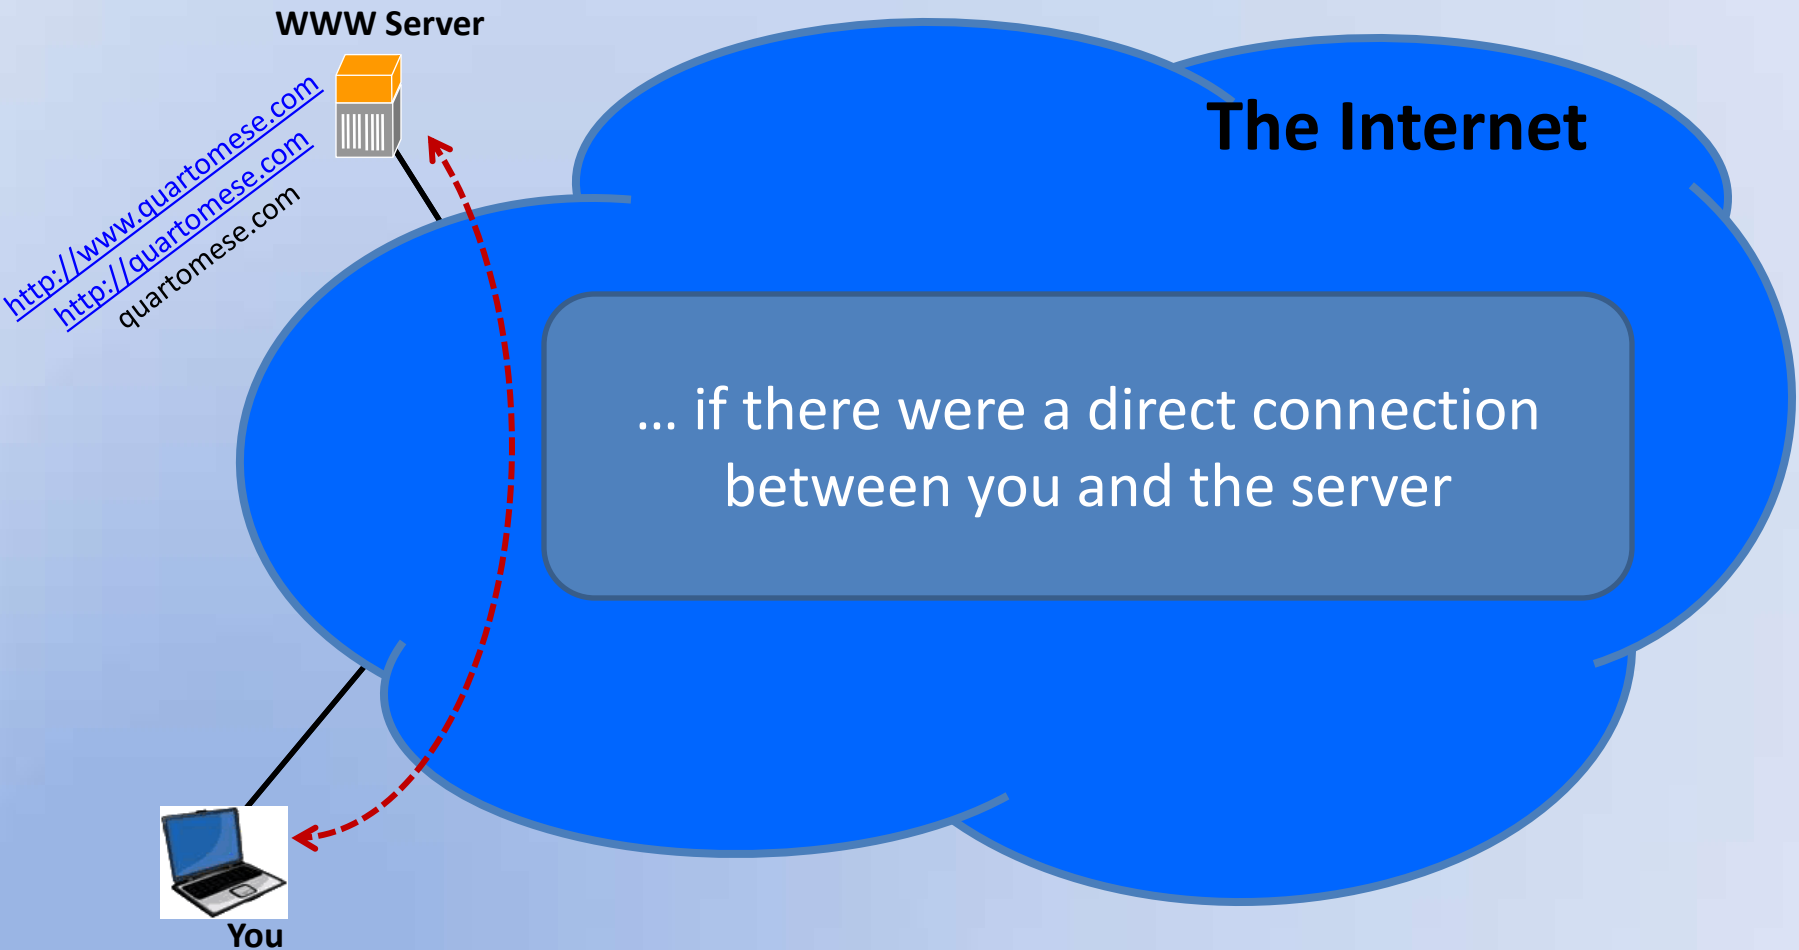 WWW Server
http://www.quartomese.com
http://quartomese.com
quartomese.com
The Internet
... if there were a direct connection
between you and the server
You